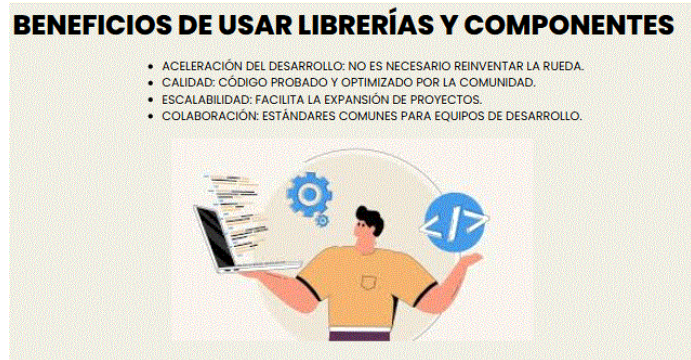 BENEFICIOS DE USAR LIBRERÍAS Y COMPONENTES
• ACELERACIÓN DEL DESARROLLO: NO ES NECESARIO REINVENTAR LA RUEDA.
• CALIDAD: CÓDIGO PROBADO Y OPTIMIZADO POR LA COMUNIDAD.
• ESCALABILIDAD: FACILITA LA EXPANSIÓN DE PROYECTOS.
• COLABORACIÓN: ESTÁNDARES COMUNES PARA EQUIPOS DE DESARROLLO.
</>